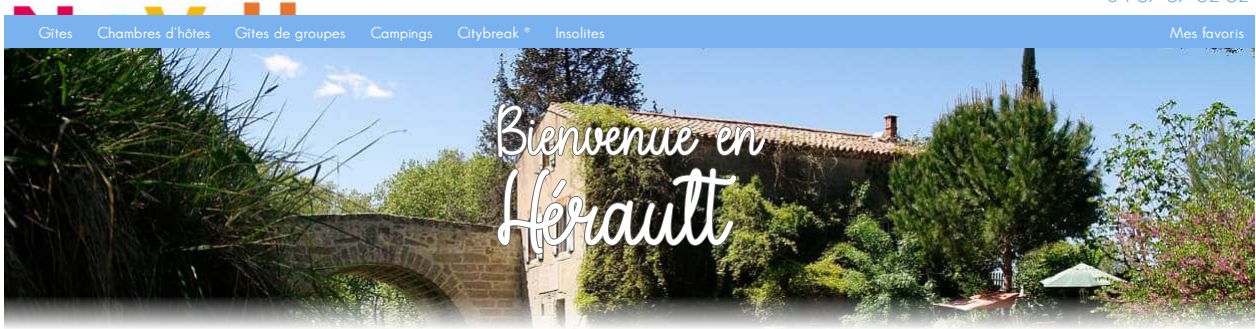 Gîtes Chambres d'hôtes Gîtes de groupes Campings Citybreak ® Insolites Mes favoris
Bienvenue en
Hérault